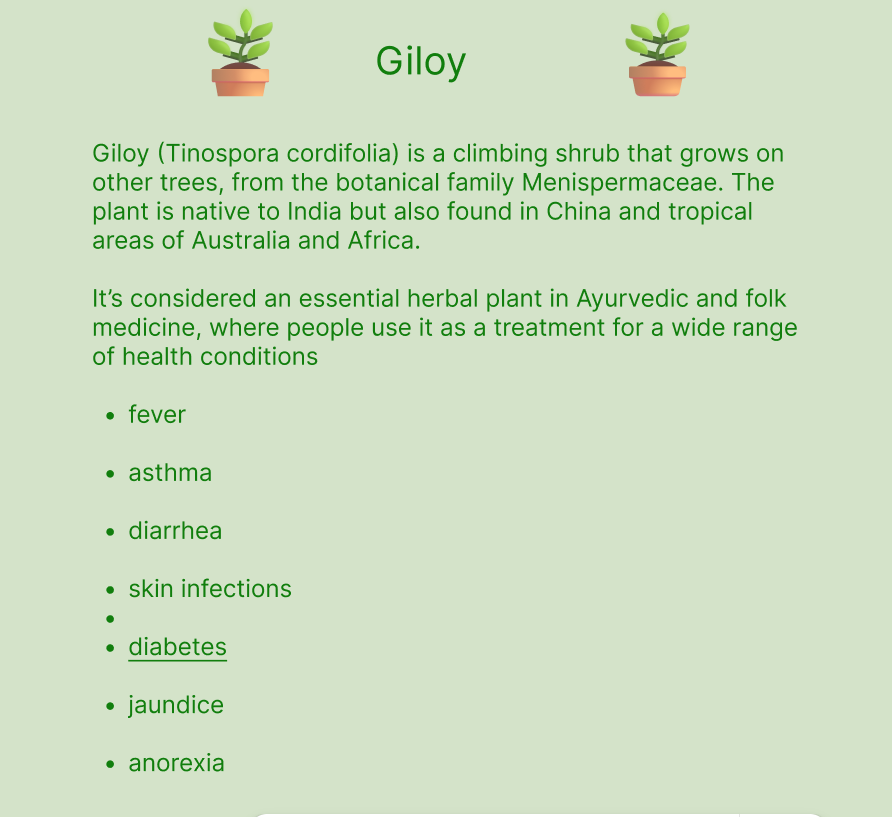 Giloy
Giloy (Tinospora cordifolia) is a climbing shrub that grows on
other trees, from the botanical family Menispermaceae. The
plant is native to India but also found in China and tropical
areas of Australia and Africa.
It’s considered an essential herbal plant in Ayurvedic and folk
medicine, where people use it as a treatment for a wide range
of health conditions
• fever
• asthma
• diarrhea
• skin infections
•
• diabetes
• jaundice
• anorexia